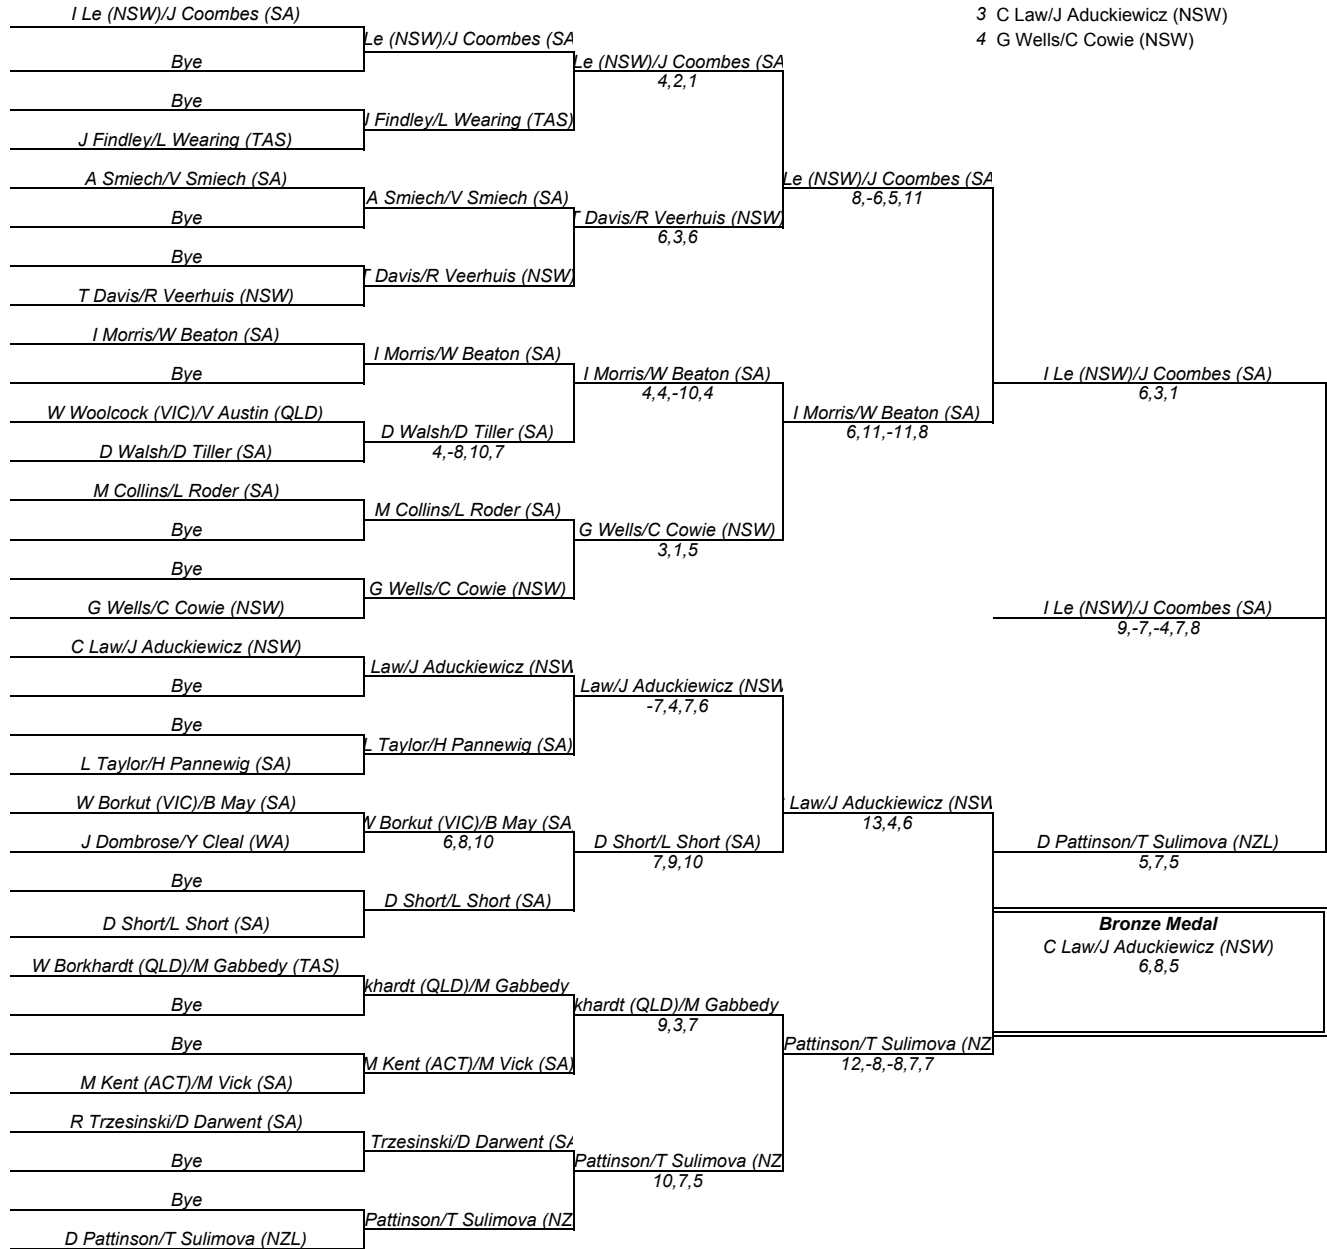 3 C Law/J Aduckiewicz (NSW)
4 G Wells/C Cowie (NSW)
I Le (NSW)/J Coombes (SA)
Bye
Bye
J Findley/L Wearing (TAS)
A Smiech/V Smiech (SA)
Bye
Bye
T Davis/R Veerhuis (NSW)
I Morris/W Beaton (SA)
Bye
W Woolcock (VIC)/V Austin (QLD)
D Walsh/D Tiller (SA)
M Collins/L Roder (SA)
Bye
Bye
G Wells/C Cowie (NSW)
C Law/J Aduckiewicz (NSW)
Bye
Bye
L Taylor/H Pannewig (SA)
W Borkut (VIC)/B May (SA)
J Dombrose/Y Cleal (WA)
Bye
D Short/L Short (SA)
W Borkhardt (QLD)/M Gabbedy (TAS)
Bye
Bye
M Kent (ACT)/M Vick (SA)
R Trzesinski/D Darwent (SA)
Bye
Bye
D Pattinson/T Sulimova (NZL)
Le (NSW)/J Coombes (SA
J Findley/L Wearing (TAS)
A Smiech/V Smiech (SA)
T Davis/R Veerhuis (NSW)
I Morris/W Beaton (SA)
D Walsh/D Tiller (SA)
4,-8,10,7
M Collins/L Roder (SA)
G Wells/C Cowie (NSW)
Law/J Aduckiewicz (NSW
L Taylor/H Pannewig (SA)
W Borkut (VIC)/B May (SA
6,8,10
D Short/L Short (SA)
khardt (QLD)/M Gabbedy
M Kent (ACT)/M Vick (SA)
Trzesinski/D Darwent (SA
Pattinson/T Sulimova (NZ
Le (NSW)/J Coombes (SA
4,2,1
T Davis/R Veerhuis (NSW)
6,3,6
I Morris/W Beaton (SA)
4,4,-10,4
G Wells/C Cowie (NSW)
3,1,5
Law/J Aduckiewicz (NSW
-7,4,7,6
D Short/L Short (SA)
7,9,10
khardt (QLD)/M Gabbedy
9,3,7
Pattinson/T Sulimova (NZ
10,7,5
Le (NSW)/J Coombes (SA
8,-6,5,11
I Morris/W Beaton (SA)
6,11,-11,8
Law/J Aduckiewicz (NSW
13,4,6
Pattinson/T Sulimova (NZ
12,-8,-8,7,7
I Le (NSW)/J Coombes (SA)
6,3,1
I Le (NSW)/J Coombes (SA)
9,-7,-4,7,8
D Pattinson/T Sulimova (NZL)
5,7,5
Bronze Medal
C Law/J Aduckiewicz (NSW)
6,8,5